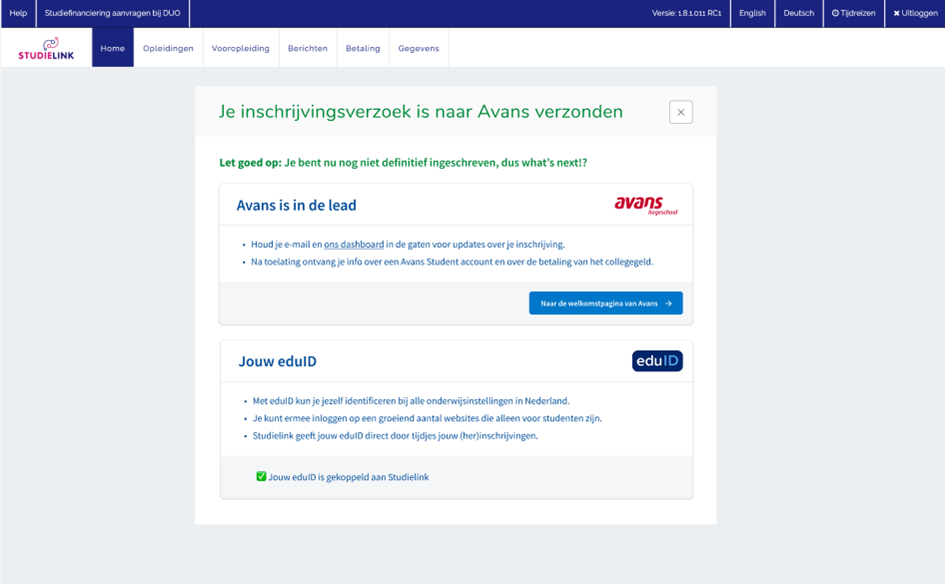 Help Studiefinanciering aanvragen bij DUO Versie: 1.8.1.011 RC1 English Deutsch Tijdreizen Uitloggen
STUDIELINK Home Opleidingen Vooropleiding Berichten Betaling Gegevens
Je inschrijvingsverzoek is naar Avans verzonden
Let goed op: Je bent nu nog niet definitief ingeschreven, dus what's next!?
Avans is in de lead
avans
hogeschool
• Houd je e-mail en ons dashboard in de gaten voor updates over je inschrijving.
• Na toelating ontvang je info over een Avans Student account en over de betaling van het collegegeld.
Naar de welkomstpagina van Avans →
Jouw eduID
eduID
• Met eduID kun je jezelf identificeren bij alle onderwijsinstellingen in Nederland.
• Je kunt ermee inloggen op een groeiend aantal websites die alleen voor studenten zijn.
• Studielink geeft jouw eduID direct door tijdjes jouw (her)inschrijvingen.
✅ Jouw eduID is gekoppeld aan Studielink